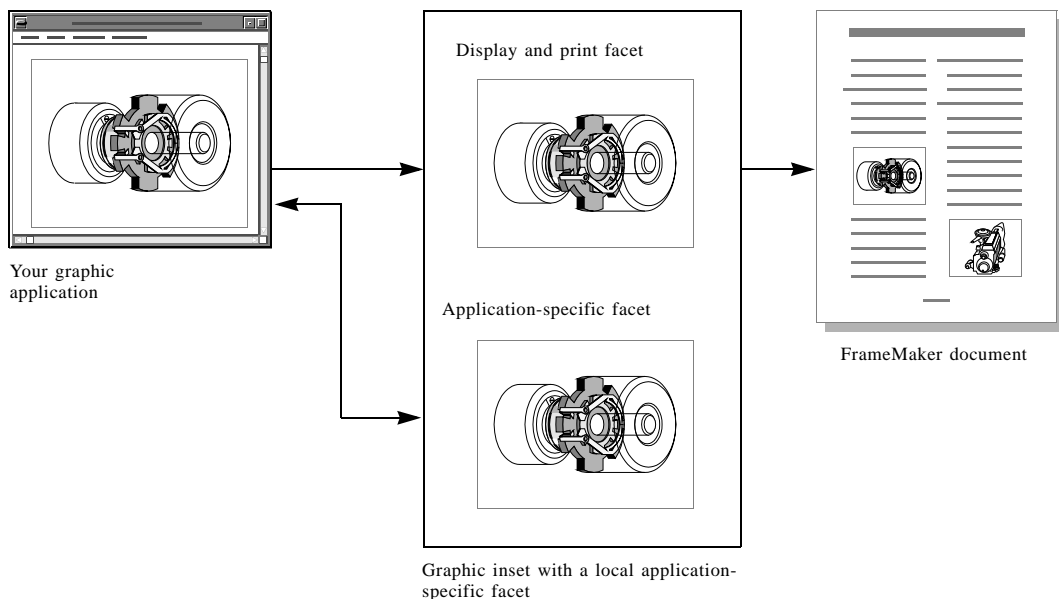 Display and print facet
Your graphic
application
Application-specific facet
FrameMaker document
Graphic inset with a local application-
specific facet